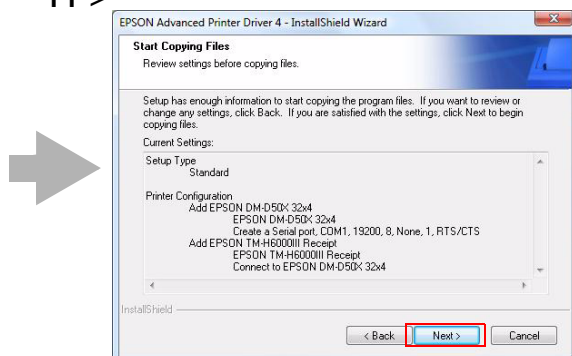 EPSON Advanced Printer Driver 4 - InstallShield Wizard
Start Copying Files
Review settings before copying files.
Setup has enough information to start copying the program files. If you want to review or
change any settings, click Back. If you are satisfied with the settings, click Next to begin
copying files.
Current Settings:
Setup Type
Standard
Printer Configuration
Add EPSON DM-D50X 32x4
EPSON DM-D50X 32x4
Create a Serial port, COM1, 19200, 8, None, 1, RTS/CTS
Add EPSON TM-H6000III Receipt
EPSON TM-H6000III Receipt
Connect to EPSON DM-D50X 32x4
InstallShield
< Back
Next >
Cancel